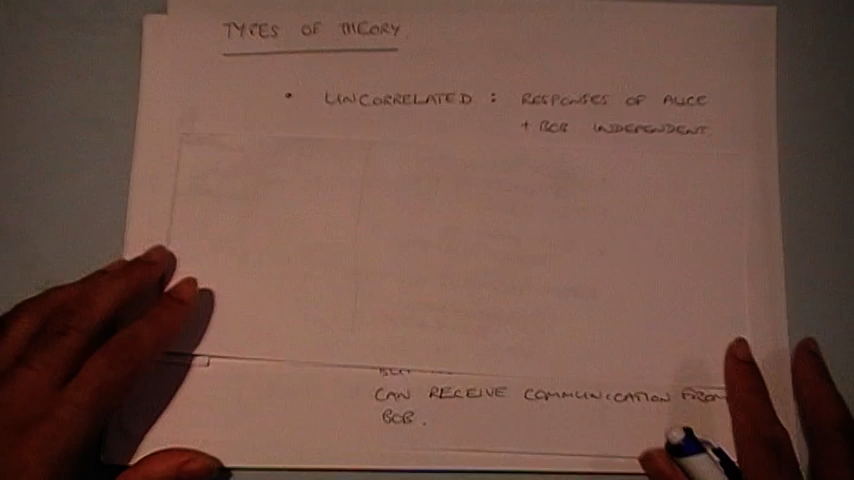 TYPES OF THEORY.
• UNCORRELATED : RESPONSES OF ALICE
+ BOB INDEPENDENT
CAN RECEIVE COMMUNICATION FROM
BOB.